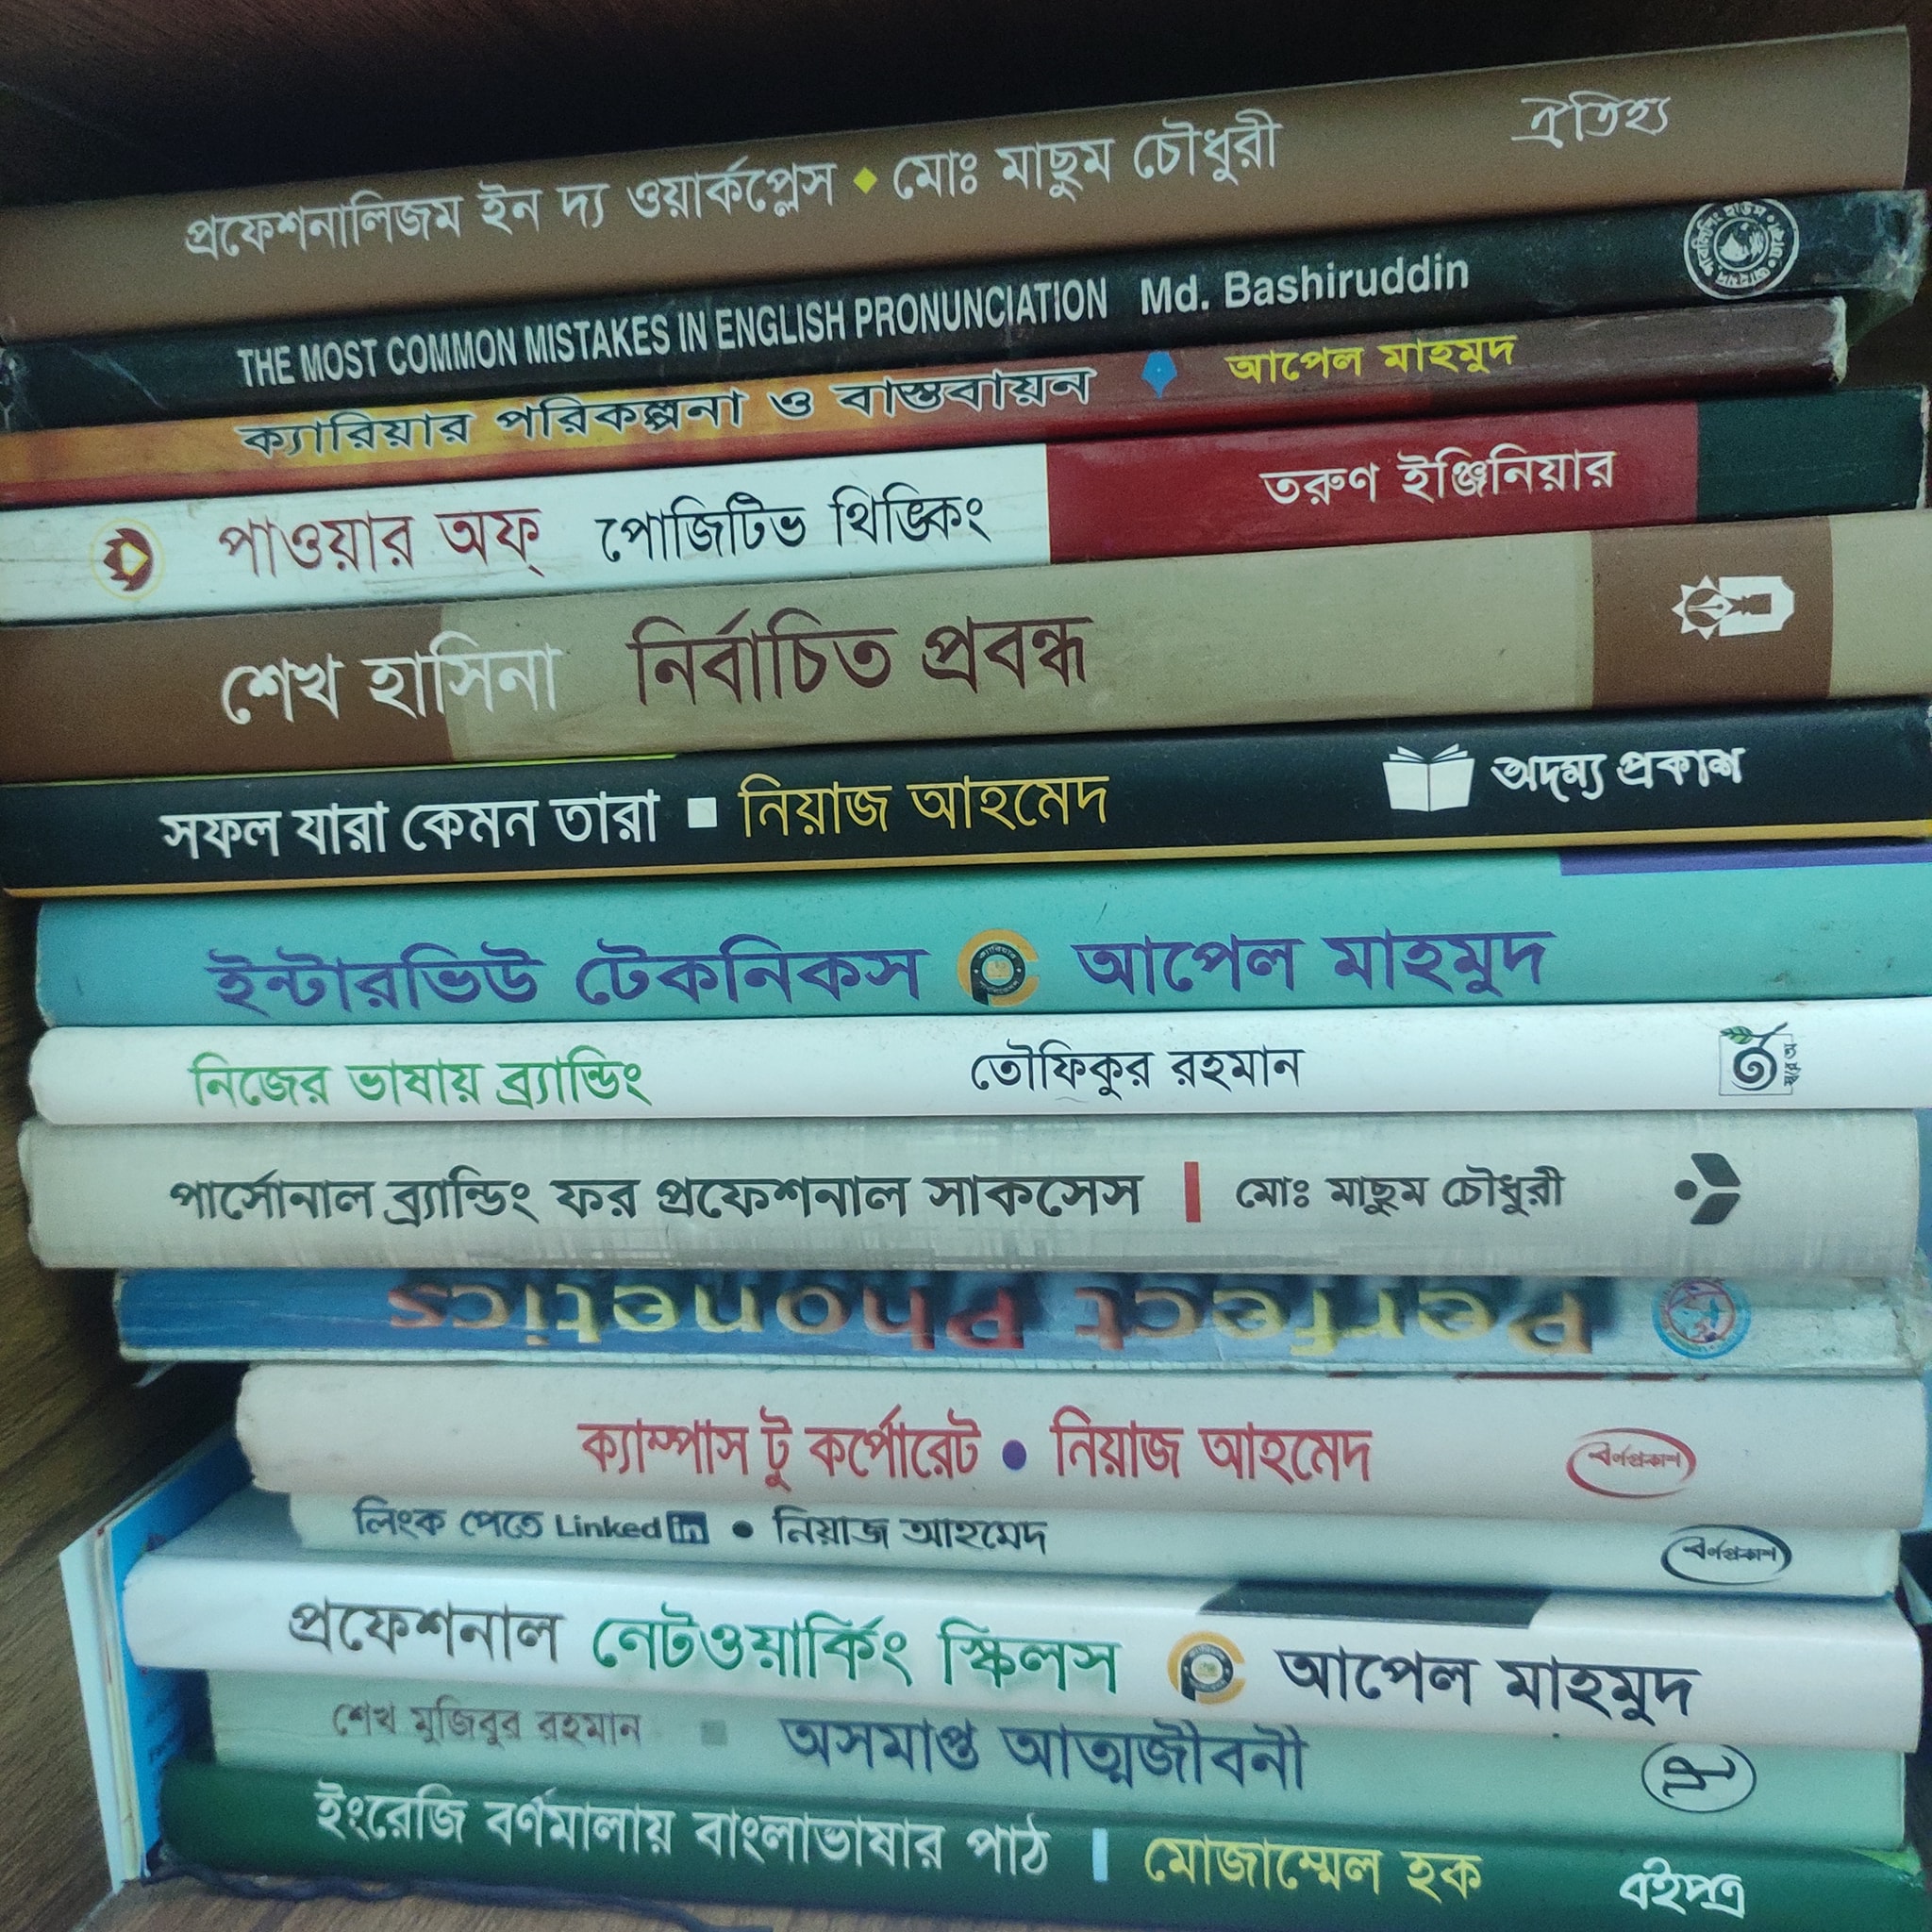 প্রফেশনালিজম ইন দ্য ওয়ার্কপ্লেস ◆ মোঃ মাছুম চৌধুরী ঐতিহ্য
THE MOST COMMON MISTAKES IN ENGLISH PRONUNCIATION Md. Bashiruddin
ক্যারিয়ার পরিকল্পনা ও বাস্তবায়ন আপেল মাহমুদ
পাওয়ার অফ্ পোজিটিভ থিঙ্কিং তরুণ ইঞ্জিনিয়ার
শেখ হাসিনা নির্বাচিত প্রবন্ধ
সফল যারা কেমন তারা ■ নিয়াজ আহমেদ অদম্য প্রকাশ
ইন্টারভিউ টেকনিকস আপেল মাহমুদ
নিজের ভাষায় ব্র্যান্ডিং তৌফিকুর রহমান
পার্সোনাল ব্র্যান্ডিং ফর প্রফেশনাল সাকসেস | মোঃ মাছুম চৌধুরী
Perfect Phonetics
ক্যাম্পাস টু কর্পোরেট ● নিয়াজ আহমেদ বর্ণপ্রকাশ
লিংক পেতে LinkedIn ● নিয়াজ আহমেদ বর্ণপ্রকাশ
প্রফেশনাল নেটওয়ার্কিং স্কিলস আপেল মাহমুদ
শেখ মুজিবুর রহমান ■ অসমাপ্ত আত্মজীবনী
ইংরেজি বর্ণমালায় বাংলাভাষার পাঠ | মোজাম্মেল হক বইপত্র